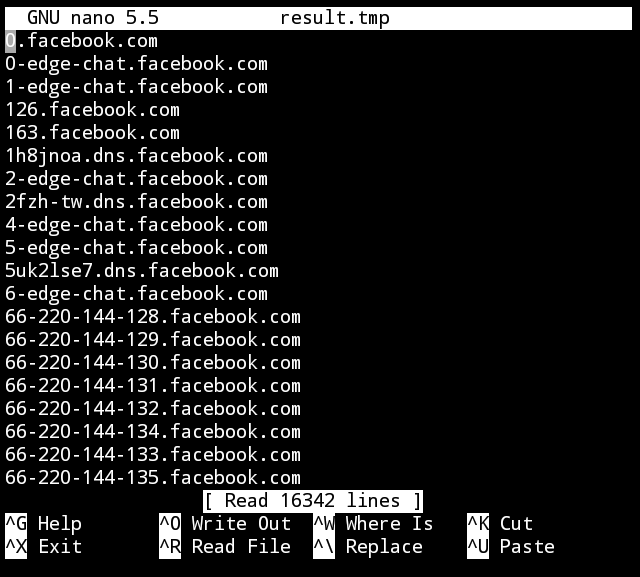 GNU nano 5.5 result.tmp
0.facebook.com
0-edge-chat.facebook.com
1-edge-chat.facebook.com
126.facebook.com
163.facebook.com
1h8jnoa.dns.facebook.com
2-edge-chat.facebook.com
2fzh-tw.dns.facebook.com
4-edge-chat.facebook.com
5-edge-chat.facebook.com
5uk2lse7.dns.facebook.com
6-edge-chat.facebook.com
66-220-144-128.facebook.com
66-220-144-129.facebook.com
66-220-144-130.facebook.com
66-220-144-131.facebook.com
66-220-144-132.facebook.com
66-220-144-134.facebook.com
66-220-144-133.facebook.com
66-220-144-135.facebook.com
[ Read 16342 lines ]
^G Help ^O Write Out ^W Where Is ^K Cut
^X Exit ^R Read File ^\ Replace ^U Paste